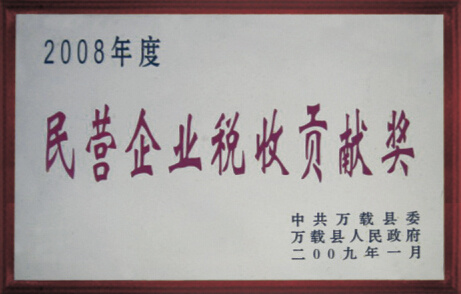 2008年度
民营企业税收贡献奖
中共万载县委
万载县人民政府
二00九年一月